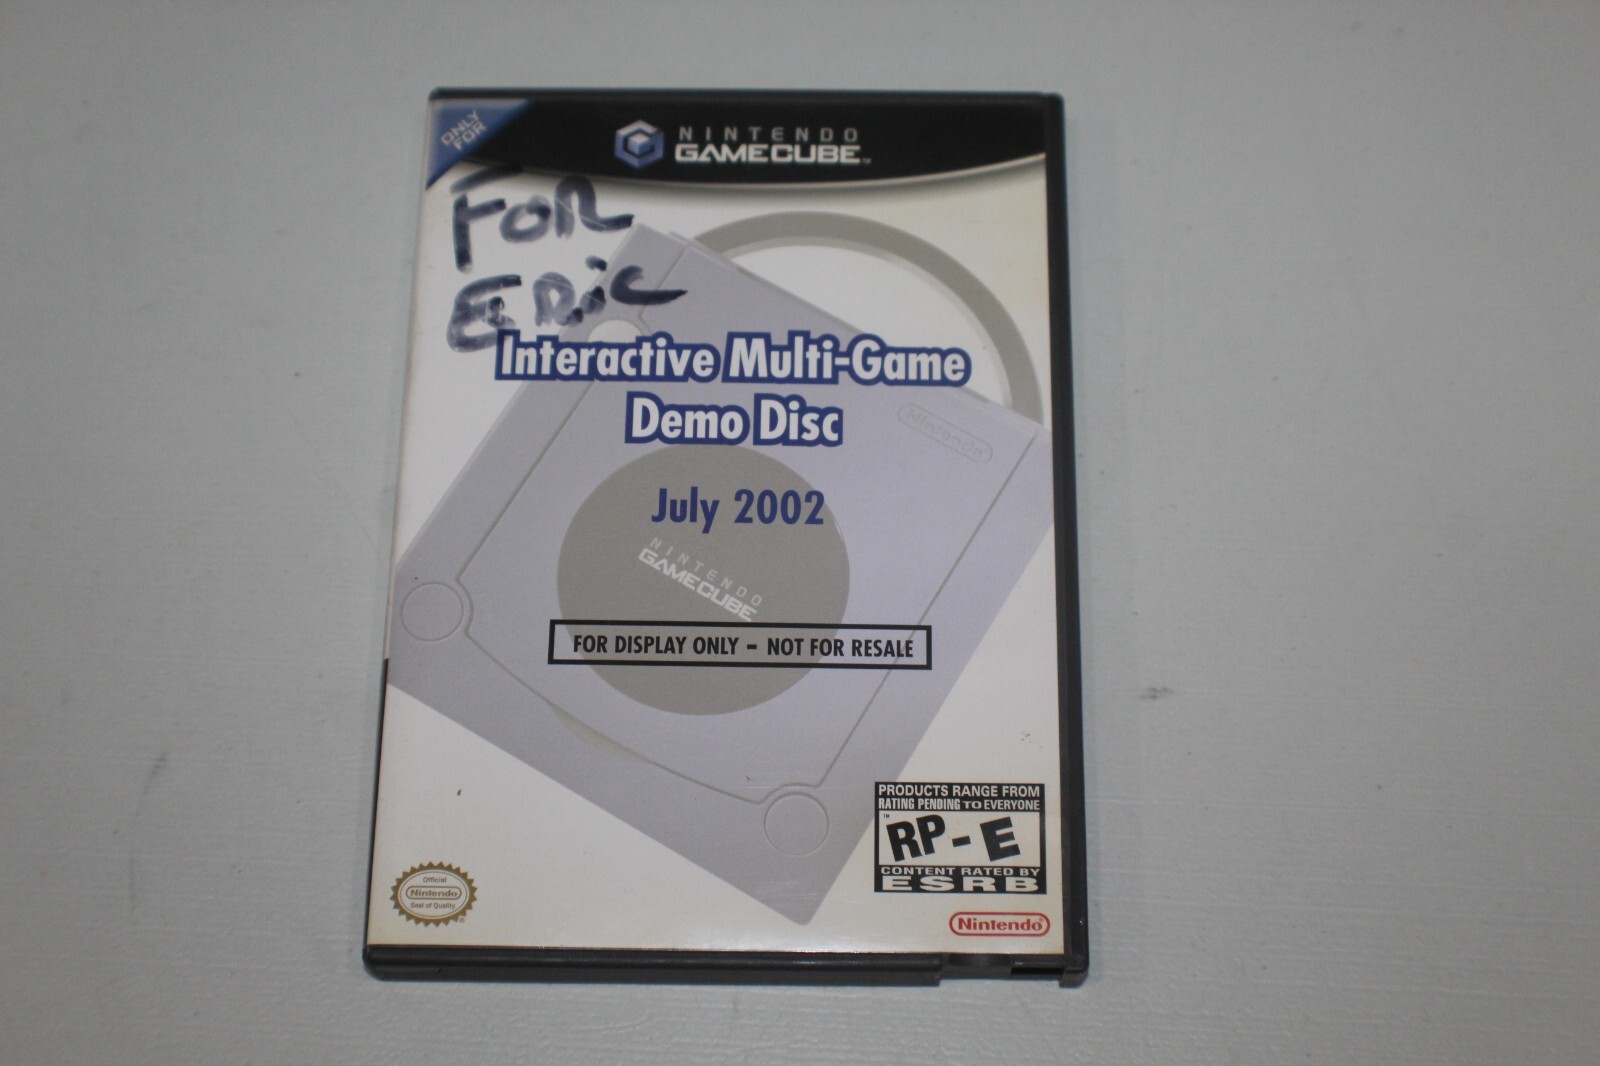 ONLY
FOR
NINTENDO
GAMECUBE™
FOR
ERiC
Interactive Multi-Game
Demo Disc
Nintendo
July 2002
NINTENDO
GAMECUBE
FOR DISPLAY ONLY – NOT FOR RESALE
PRODUCTS RANGE FROM
RATING PENDING TO EVERYONE
™
RP-E
CONTENT RATED BY
ESRB
Official
Nintendo
Seal of Quality
®
Nintendo®